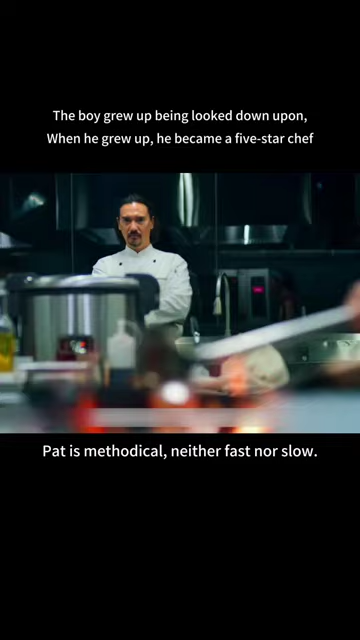 The boy grew up being looked down upon,
When he grew up, he became a five-star chef
Pat is methodical, neither fast nor slow.